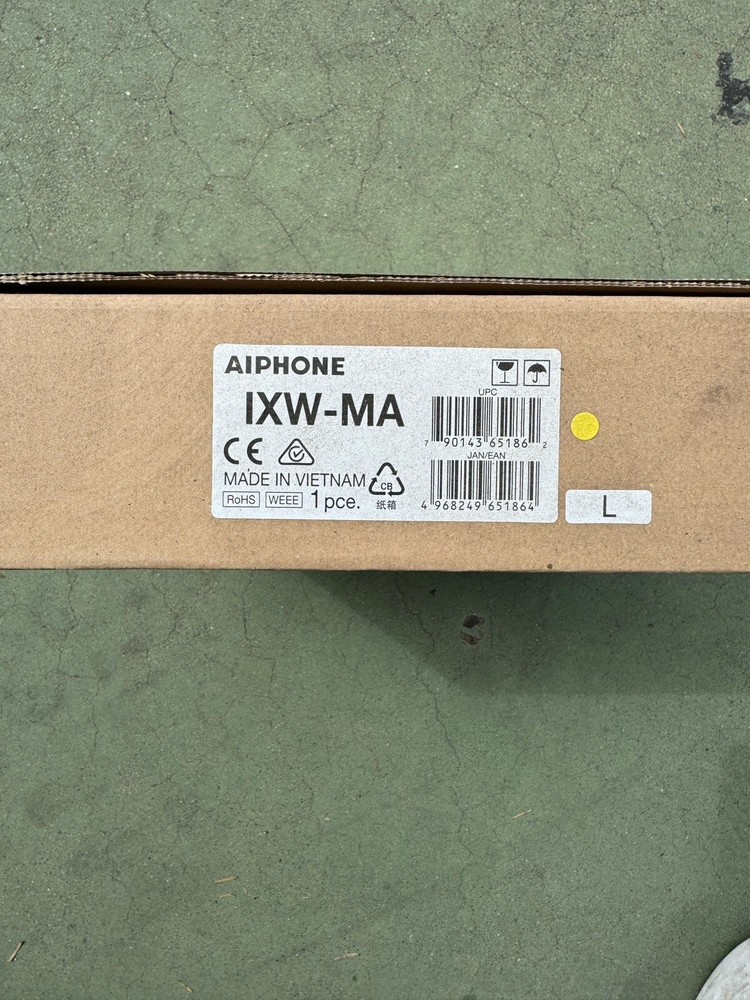 AIPHONE
IXW-MA
UPC
7 90143 65186 2
JAN/EAN
4 968249 651864
CE
MADE IN VIETNAM
RoHS WEEE 1 pce.
CB
纸箱
L